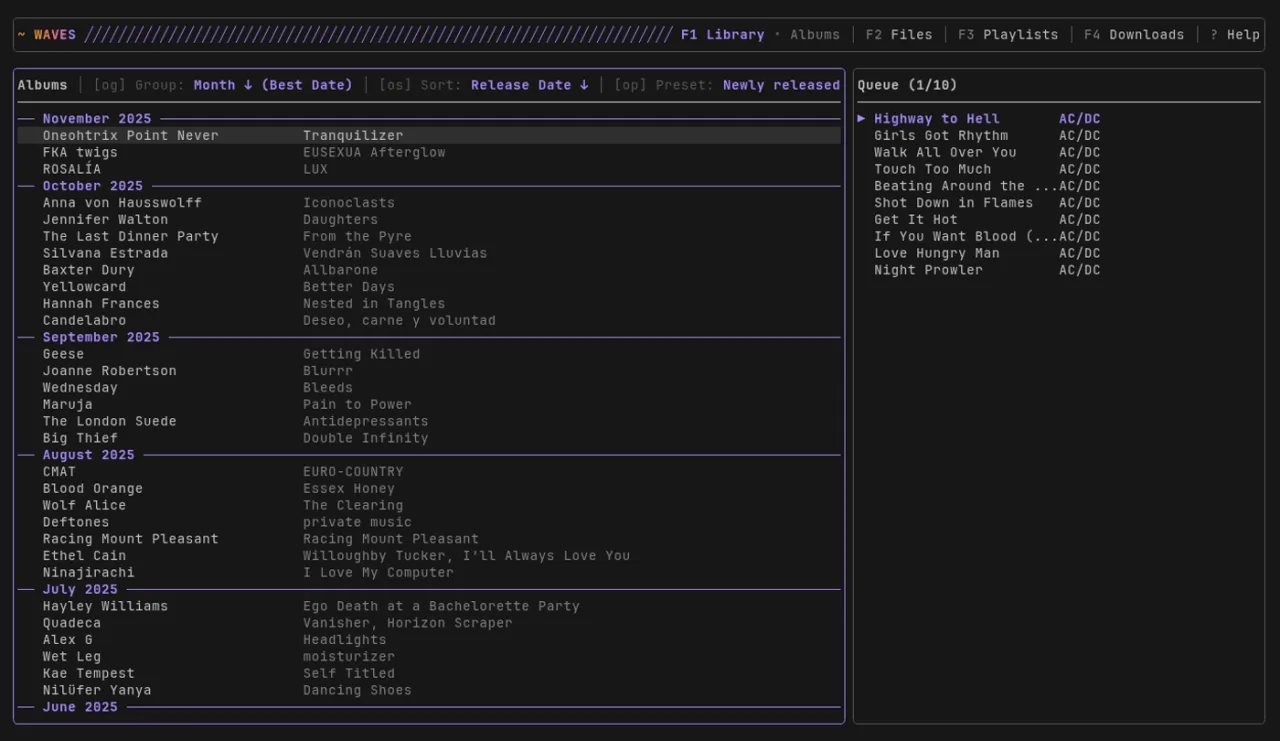 ~ WAVES ////////////////////////////////////////////////////////////////////// F1 Library • Albums │ F2 Files │ F3 Playlists │ F4 Downloads │ ? Help
Albums │ [og] Group: Month ↓ (Best Date) │ [os] Sort: Release Date ↓ │ [op] Preset: Newly released
November 2025
Oneohtrix Point Never Tranquilizer
FKA twigs EUSEXUA Afterglow
ROSALÍA LUX
October 2025
Anna von Hausswolff Iconoclasts
Jennifer Walton Daughters
The Last Dinner Party From the Pyre
Silvana Estrada Vendrán Suaves Lluvias
Baxter Dury Allbarone
Yellowcard Better Days
Hannah Frances Nested in Tangles
Candelabro Deseo, carne y voluntad
September 2025
Geese Getting Killed
Joanne Robertson Blurrr
Wednesday Bleeds
Maruja Pain to Power
The London Suede Antidepressants
Big Thief Double Infinity
August 2025
CMAT EURO-COUNTRY
Blood Orange Essex Honey
Wolf Alice The Clearing
Deftones private music
Racing Mount Pleasant Racing Mount Pleasant
Ethel Cain Willoughby Tucker, I’ll Always Love You
Ninajirachi I Love My Computer
July 2025
Hayley Williams Ego Death at a Bachelorette Party
Quadeca Vanisher, Horizon Scraper
Alex G Headlights
Wet Leg moisturizer
Kae Tempest Self Titled
Nilüfer Yanya Dancing Shoes
June 2025
Queue (1/10)
▶ Highway to Hell AC/DC
Girls Got Rhythm AC/DC
Walk All Over You AC/DC
Touch Too Much AC/DC
Beating Around the ...AC/DC
Shot Down in Flames AC/DC
Get It Hot AC/DC
If You Want Blood (...AC/DC
Love Hungry Man AC/DC
Night Prowler AC/DC